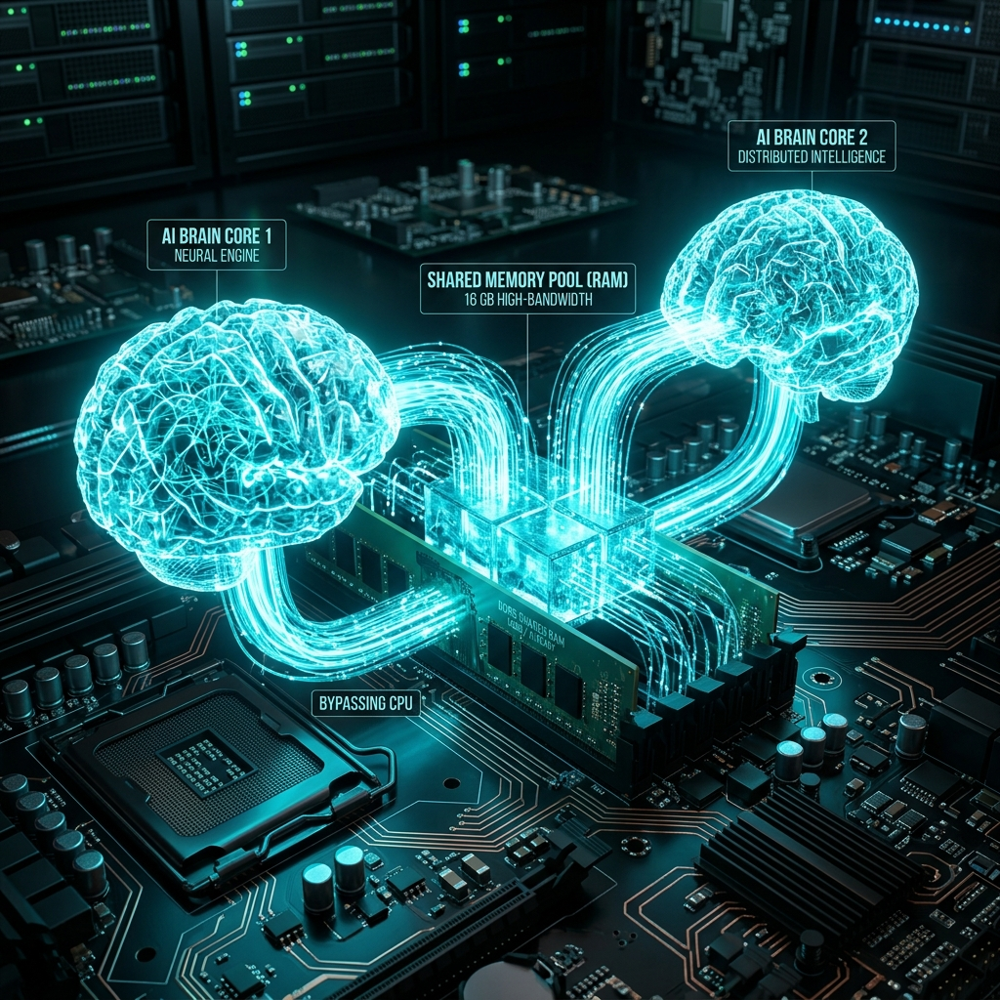 AI BRAIN CORE 2
DISTRIBUTED INTELLIGENCE
AI BRAIN CORE 1
NEURAL ENGINE
SHARED MEMORY POOL (RAM)
16 GB HIGH-BANDWIDTH
RAM
BYPASSING CPU